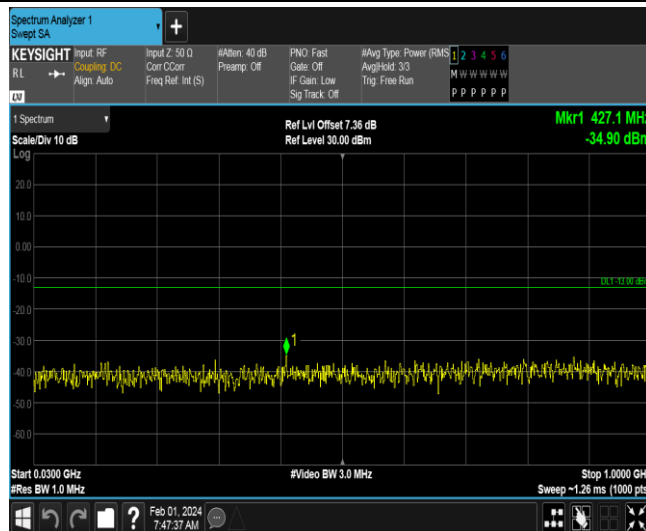 Spectrum Analyzer 1
Swept SA
+
KEYSIGHT
RL
Input: RF
Coupling: DC
Align: Auto
Input Z: 50 Ω
Corr CCorr
Freq Ref: Int (S)
#Atten: 40 dB
Preamp: Off
PNO: Fast
Gate: Off
IF Gain: Low
Sig Track: Off
#Avg Type: Power (RMS
Avg|Hold: 3/3
Trig: Free Run
1 2 3 4 5 6
M W W W W W
P P P P P P
1 Spectrum
Scale/Div 10 dB
Log
Ref Lvl Offset 7.36 dB
Ref Level 30.00 dBm
Mkr1 427.1 MHz
-34.90 dBm
20.0
10.0
0.00
-10.0
DL1 -13.00 dBm
-30.0
1
-40.0
-50.0
-60.0
Start 0.0300 GHz
#Res BW 1.0 MHz
#Video BW 3.0 MHz
Stop 1.0000 GH
Sweep ~1.26 ms (1000 pts
?
Feb 01, 2024
7:47:37 AM